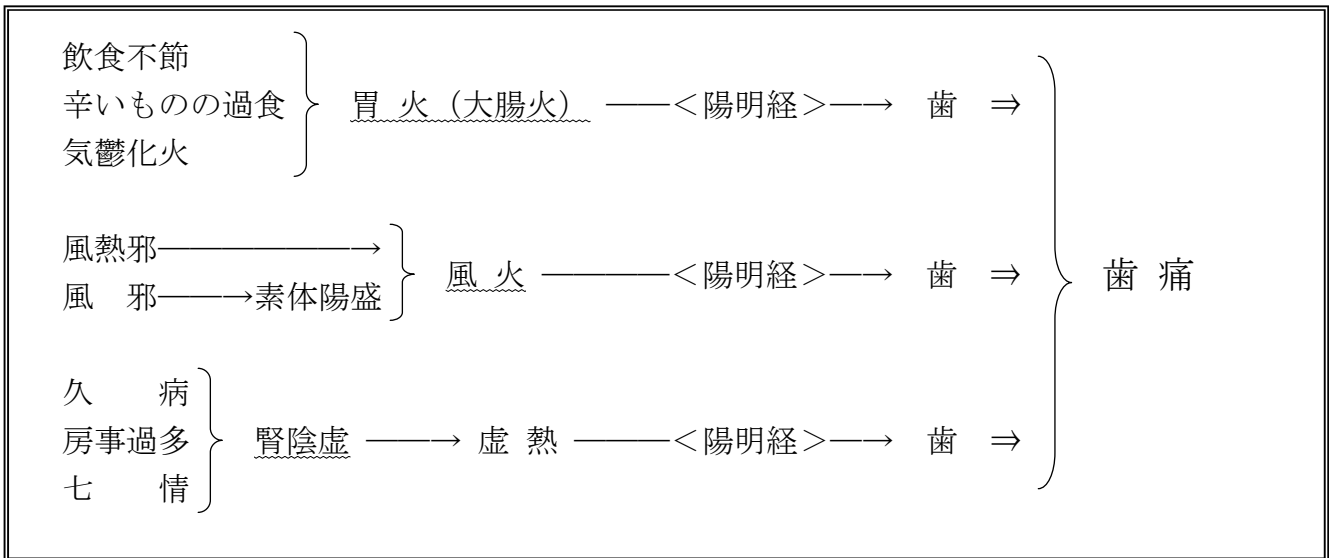 飲食不節
辛いものの過食 胃 火（大腸火） ――＜陽明経＞―→ 歯 ⇒
気鬱化火
風熱邪――――――→
風　邪――→素体陽盛 風 火 ――――＜陽明経＞―→ 歯 ⇒ 歯 痛
久　　病
房事過多 腎陰虚 ――→ 虚 熱 ―――＜陽明経＞―→ 歯 ⇒
七　　情